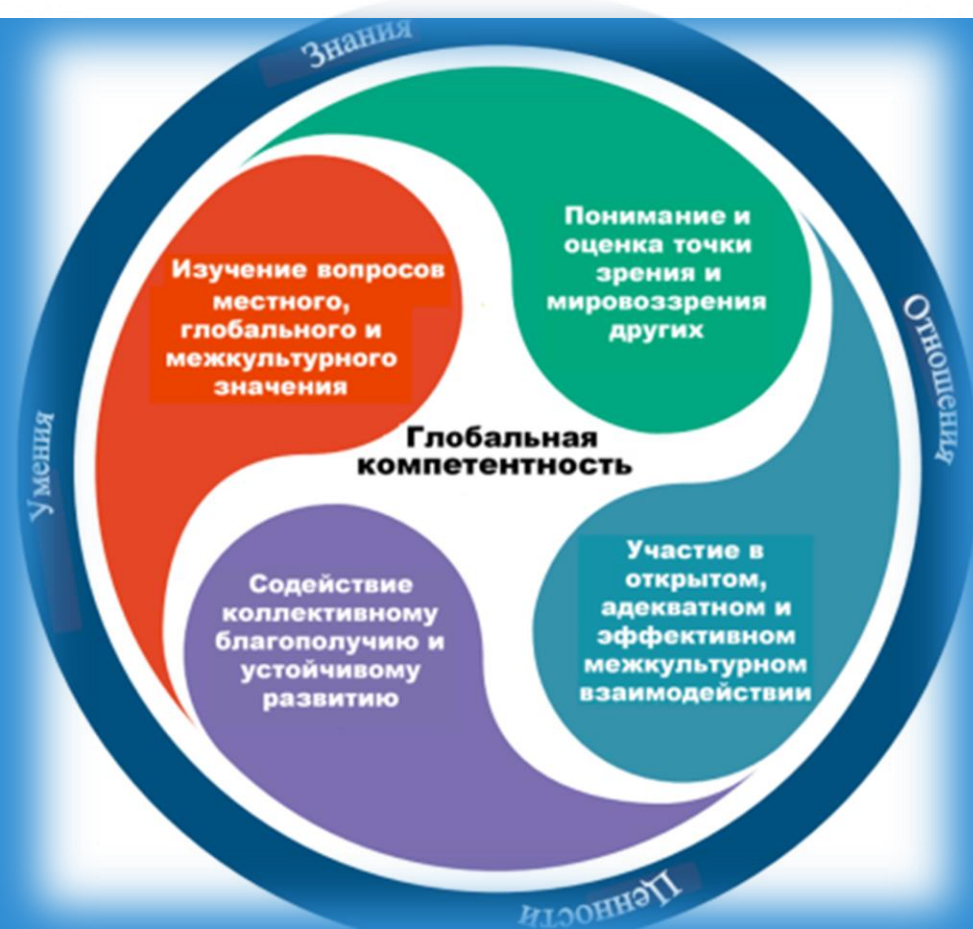 Знания
Понимание и
оценка точки
зрения и
мировоззрения
других
Изучение вопросов
местного,
глобального и
межкультурного
значения
Отношения
Умения
Глобальная
компетентность
Участие в
открытом,
адекватном и
эффективном
межкультурном
взаимодействии
Содействие
коллективному
благополучию и
устойчивому
развитию
Ценности